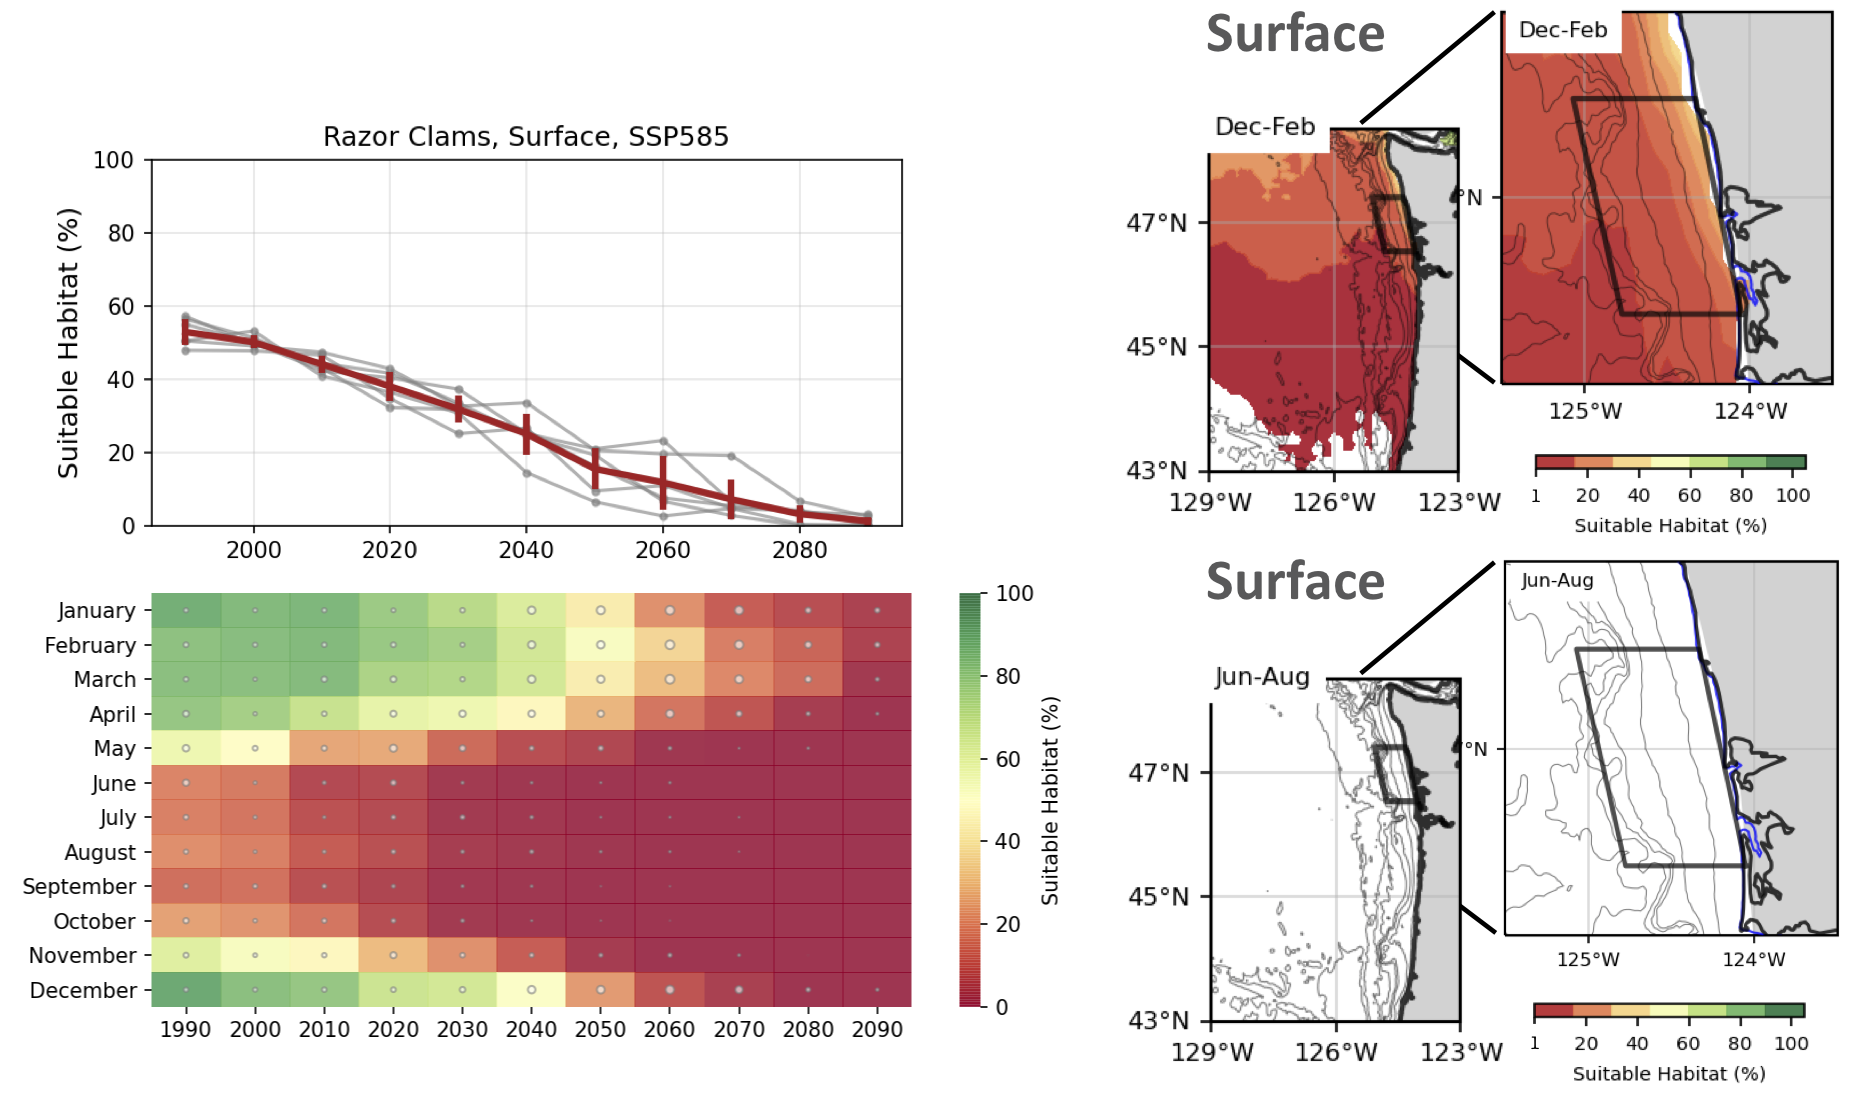 Razor Clams, Surface, SSP585
Suitable Habitat (%)
100
80
60
40
20
0
2000 2020 2040 2060 2080
January
February
March
April
May
June
July
August
September
October
November
December
1990 2000 2010 2020 2030 2040 2050 2060 2070 2080 2090
100
80
60
40
20
0
Suitable Habitat (%)
Surface
Dec-Feb
47°N
45°N
43°N
129°W 126°W 123°W
Dec-Feb
°N
125°W 124°W
1 20 40 60 80 100
Suitable Habitat (%)
Surface
Jun-Aug
47°N
45°N
43°N
129°W 126°W 123°W
Jun-Aug
°N
125°W 124°W
1 20 40 60 80 100
Suitable Habitat (%)